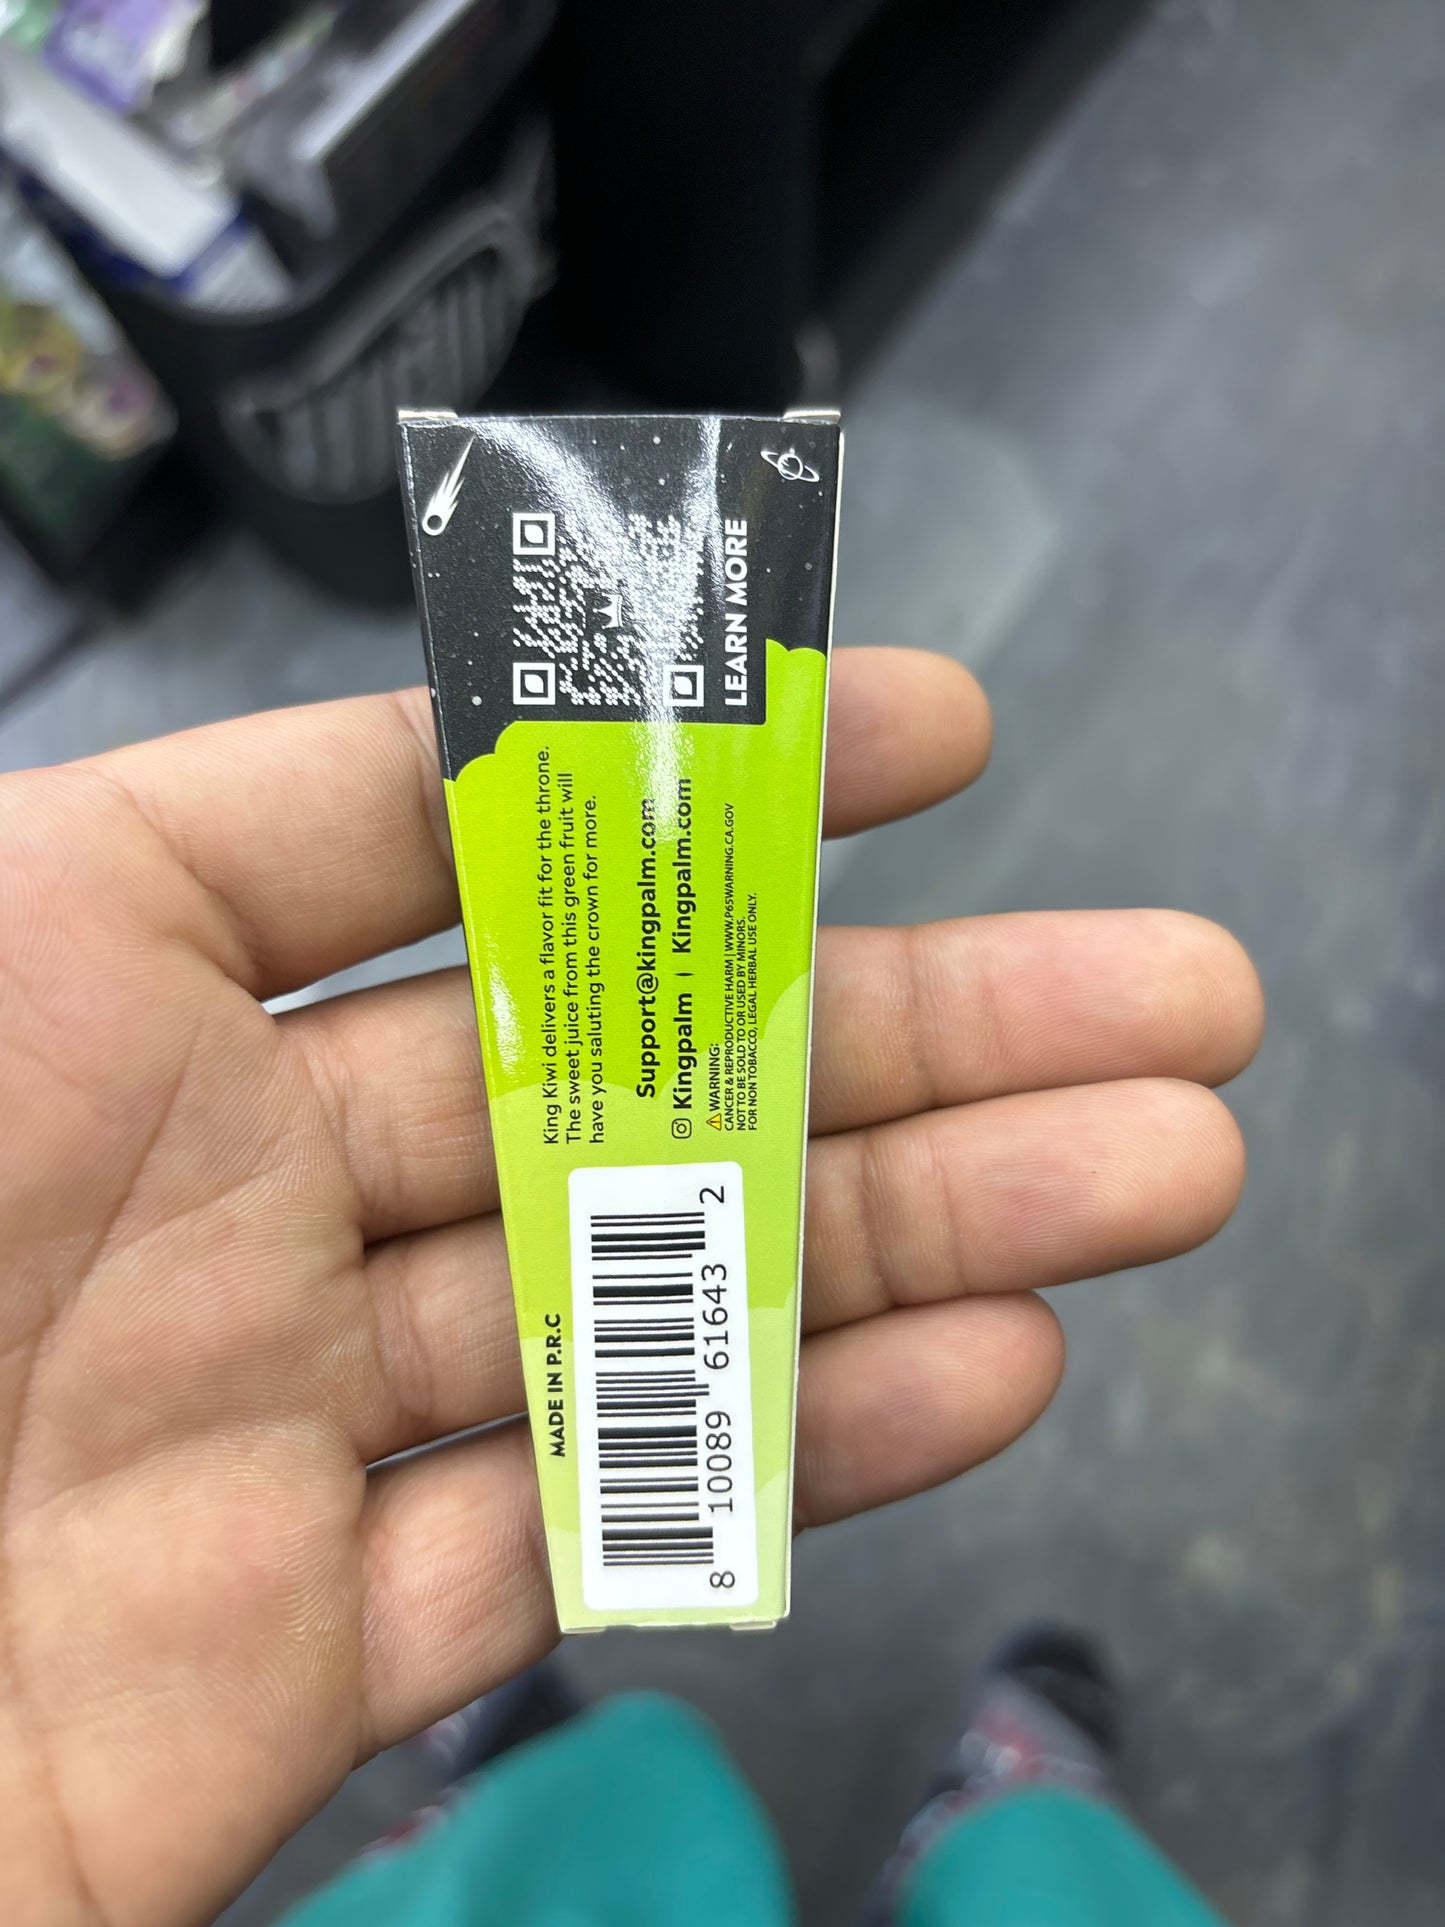 LEARN MORE
King Kiwi delivers a flavor fit for the throne.
The sweet juice from this green fruit will
have you saluting the crown for more.
Support@kingpalm.com
Kingpalm | Kingpalm.com
WARNING:
CANCER & REPRODUCTIVE HARM | WWW.P65WARNING.CA.GOV
NOT TO BE SOLD TO OR USED BY MINORS.
FOR NON TOBACCO, LEGAL HERBAL USE ONLY.
MADE IN P.R.C
8 10089 61643 2